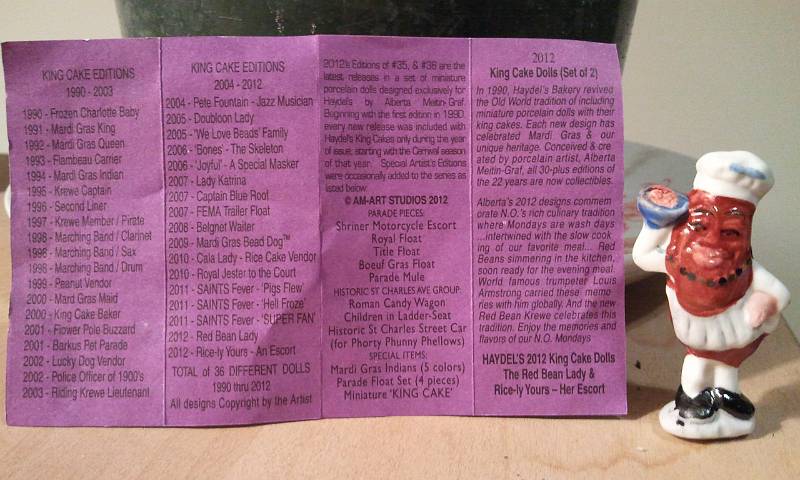 KING CAKE EDITIONS
1990 - 2003
1990 - Frozen Charlotte Baby
1991 - Mardi Gras King
1992 - Mardi Gras Queen
1993 - Flambeau Carrier
1994 - Mardi Gras Indian
1995 - Krewe Captain
1996 - Second Liner
1997 - Krewe Member / Pirate
1998 - Marching Band / Clarinet
1998 - Marching Band / Sax
1998 - Marching Band / Drum
1999 - Peanut Vendor
2000 - Mardi Gras Maid
2000 - King Cake Baker
2001 - Flower Pole Buzzard
2001 - Barkus Pet Parade
2002 - Lucky Dog Vendor
2002 - Police Officer of 1900's
2003 - Riding Krewe Lieutenant
KING CAKE EDITIONS
2004 - 2012
2004 - Pete Fountain - Jazz Musician
2005 - Doubloon Lady
2005 - 'We Love Beads' Family
2006 - 'Bones' - The Skeleton
2006 - 'Joyful' - A Special Masker
2007 - Lady Katrina
2007 - Captain Blue Roof
2007 - FEMA Trailer Float
2008 - Beignet Waiter
2009 - Mardi Gras Bead Dog™
2010 - Cala Lady - Rice Cake Vendor
2010 - Royal Jester to the Court
2011 - SAINTS Fever - 'Pigs Flew'
2011 - SAINTS Fever - 'Hell Froze'
2011 - SAINTS Fever - 'SUPER FAN'
2012 - Red Bean Lady
2012 - Rice-ly Yours - An Escort
TOTAL of 36 DIFFERENT DOLLS
1990 thru 2012
All designs Copyright by the Artist
2012's Editions of #35, & #36 are the
latest releases in a set of miniature
porcelain dolls designed exclusively for
Haydel's by Alberta Meitin-Graf.
Beginning with the first edition in 1990
every new release was included with
Haydel's King Cakes only during the year
of issue, starting with the Carnival season
of that year. Special Artist's Editions
were occasionally added to the series as
listed below
© AM-ART STUDIOS 2012
PARADE PIECES:
Shriner Motorcycle Escort
Royal Float
Title Float
Boeuf Gras Float
Parade Mule
HISTORIC ST CHARLES AVE GROUP:
Roman Candy Wagon
Children in Ladder-Seat
Historic St Charles Street Car
(for Phorty Phunny Phellows)
SPECIAL ITEMS:
Mardi Gras Indians (5 colors)
Parade Float Set (4 pieces)
Miniature 'KING CAKE'
2012
King Cake Dolls (Set of 2)
In 1990, Haydel's Bakery revived
the Old World tradition of including
miniature porcelain dolls with their
king cakes. Each new design has
celebrated Mardi Gras & our
unique heritage. Conceived & cre
ated by porcelain artist, Alberta
Meitin-Graf, all 30-plus editions of
the 22 years are now collectibles.
Alberta's 2012 designs commem
orate N.O.'s rich culinary tradition
where Mondays are wash days
...intertwined with the slow cook
ing of our favorite meal... Red
Beans simmering in the kitchen,
soon ready for the evening meal.
World famous trumpeter Louis
Armstrong carried these memo-
ries with him globally. And the new
Red Bean Krewe celebrates this
tradition. Enjoy the memories and
flavors of our N.O. Mondays
HAYDEL'S 2012 King Cake Dolls
The Red Bean Lady &
Rice-ly Yours – Her Escort